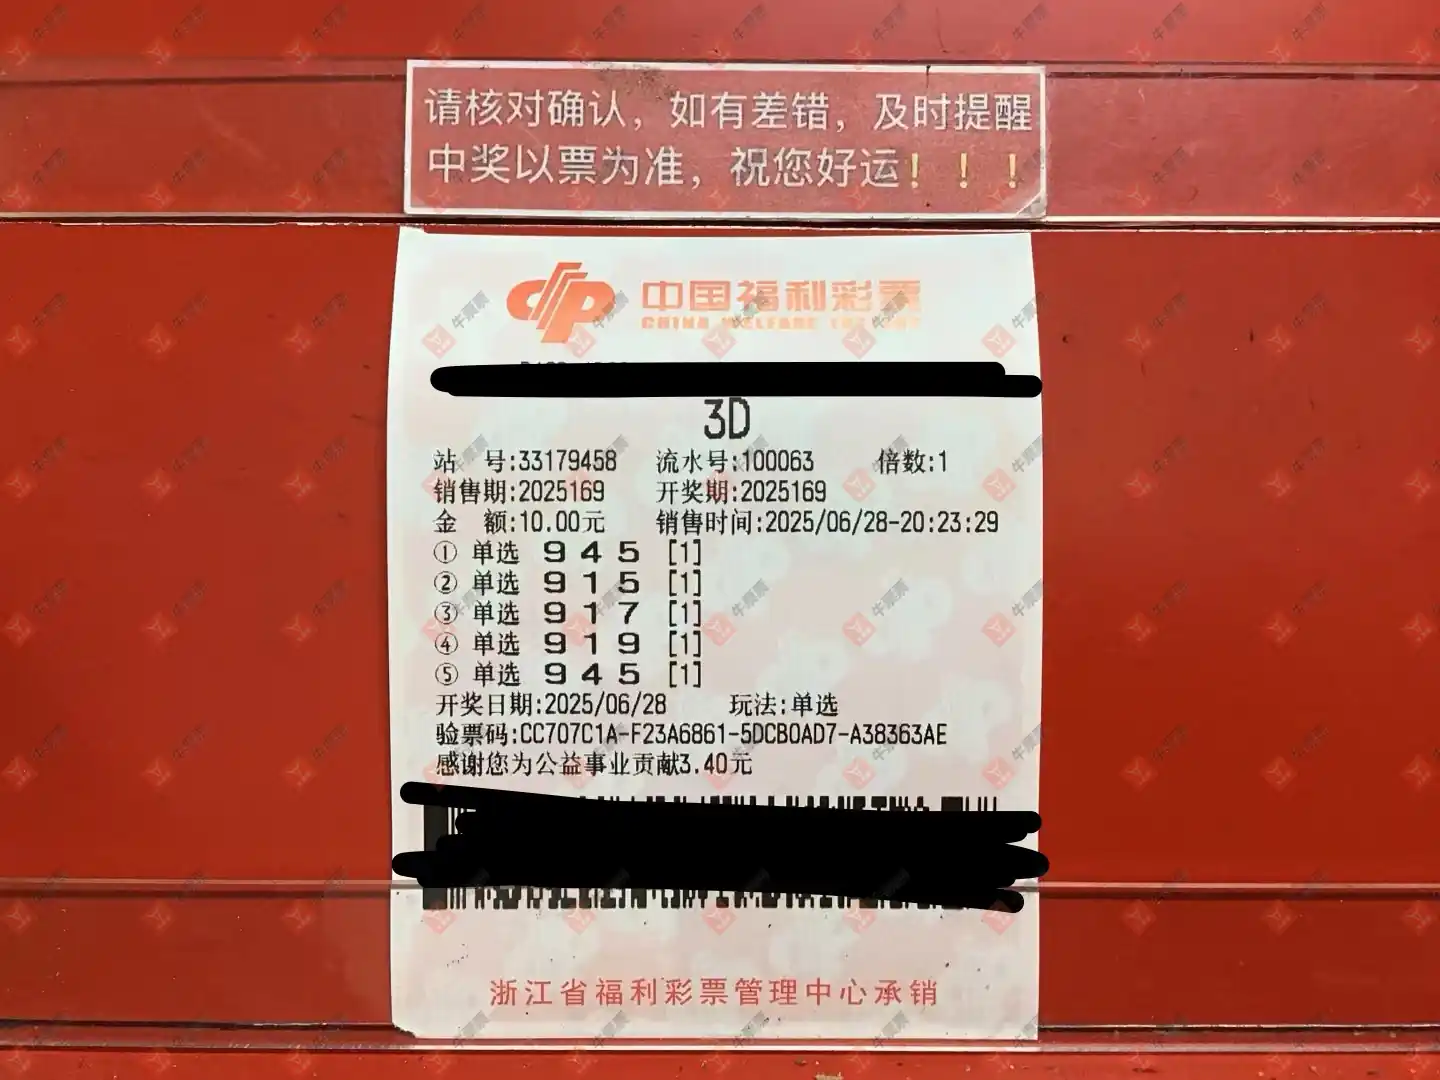 请核对确认，如有差错，及时提醒
中奖以票为准，祝您好运！！！
中国福利彩票
CHINA WELFARE LOTTERY
3D
站 号:33179458 流水号:100063 倍数:1
销售期:2025169 开奖期:2025169
金 额:10.00元 销售时间:2025/06/28-20:23:29
① 单选 9 4 5 [1]
② 单选 9 1 5 [1]
③ 单选 9 1 7 [1]
④ 单选 9 1 9 [1]
⑤ 单选 9 4 5 [1]
开奖日期:2025/06/28 玩法:单选
验票码:CC707C1A-F23A6861-5DCB0AD7-A38363AE
感谢您为公益事业贡献3.40元
浙江省福利彩票管理中心承销